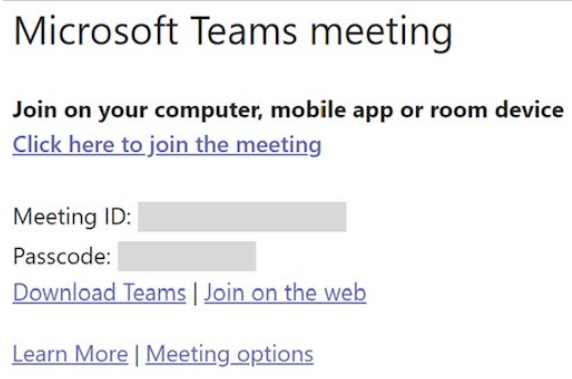 Microsoft Teams meeting
Join on your computer, mobile app or room device
Click here to join the meeting
Meeting ID:
Passcode:
Download Teams | Join on the web
Learn More | Meeting options